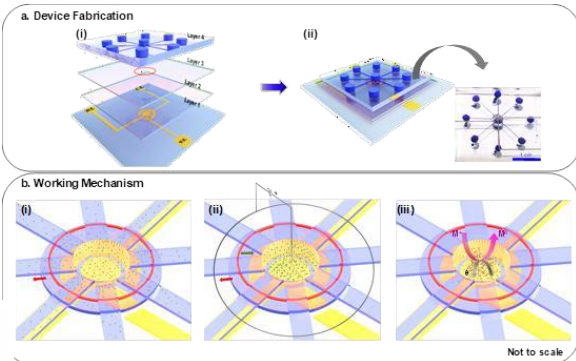 a. Device Fabrication
(i)
(ii)
Layer 4
Layer 3
Layer 2
Layer 1
b. Working Mechanism
(i)
(ii)
(iii)
Not to scale